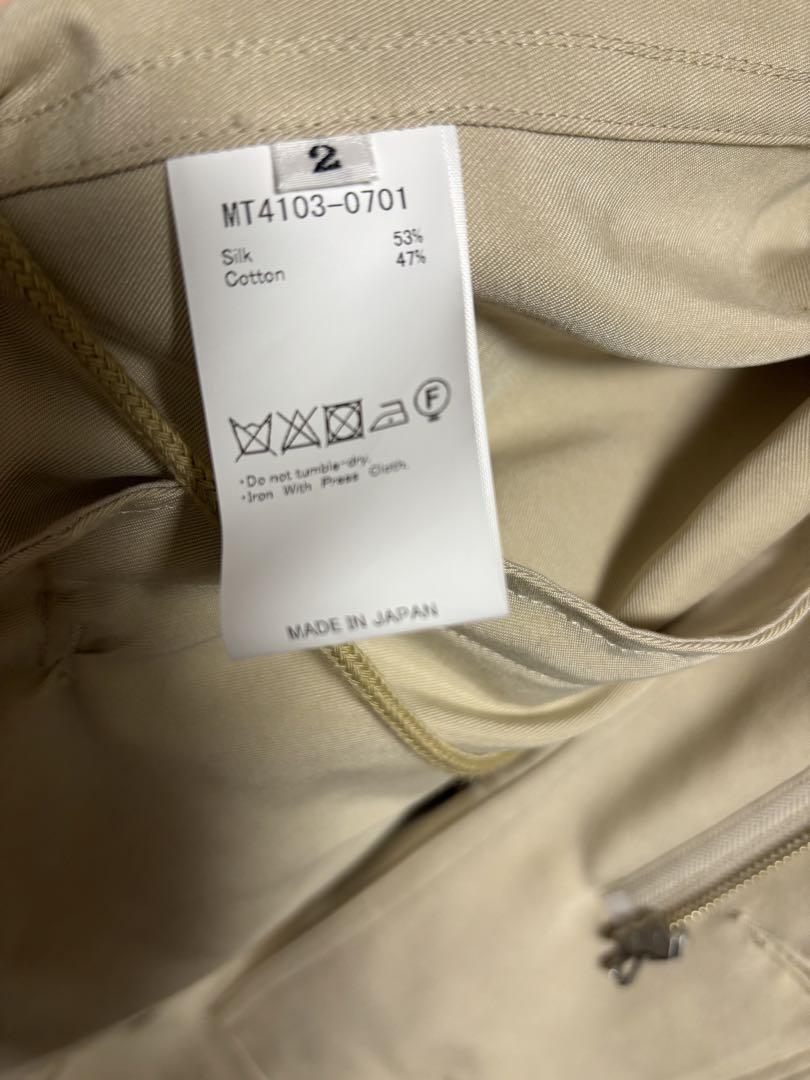 2
MT4103-0701
Silk 53%
Cotton 47%
F
·Do not tumble-dry.
·Iron With Press Cloth.
MADE IN JAPAN